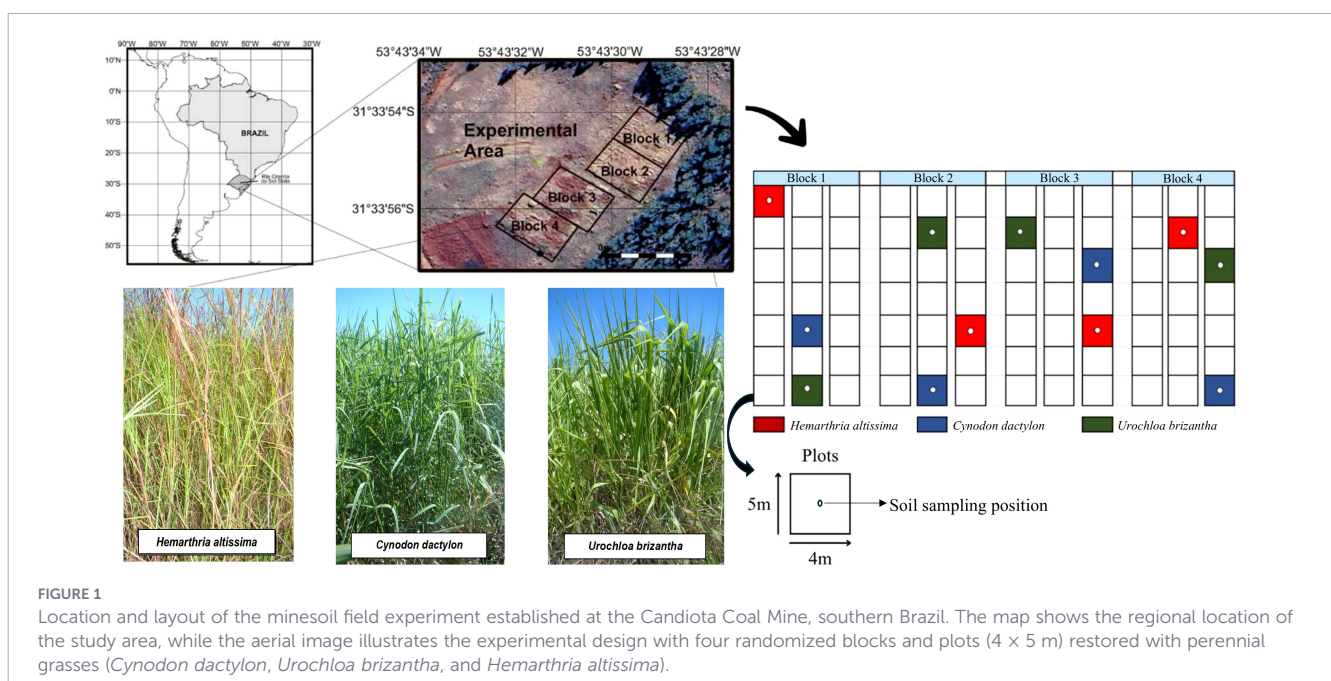 90°W 80°W 70°W 60°W 50°W 40°W 30°W
10°N
0°N
10°S
20°S
30°S
40°S
50°S
BRAZIL
Rio Grande
do Sul State
53°43'34"W 53°43'32"W 53°43'30"W 53°43'28"W
31°33'54"S
31°33'56"S
Experimental
Area
Block 1
Block 2
Block 3
Block 4
Block 1 Block 2 Block 3 Block 4
Hemarthria altissima Cynodon dactylon Urochloa brizantha
Plots
5m
Soil sampling position
4m
Hemarthria altissima
Cynodon dactylon
Urochloa brizantha
FIGURE 1
Location and layout of the minesoil field experiment established at the Candiota Coal Mine, southern Brazil. The map shows the regional location of
the study area, while the aerial image illustrates the experimental design with four randomized blocks and plots (4 × 5 m) restored with perennial
grasses (Cynodon dactylon, Urochloa brizantha, and Hemarthria altissima).